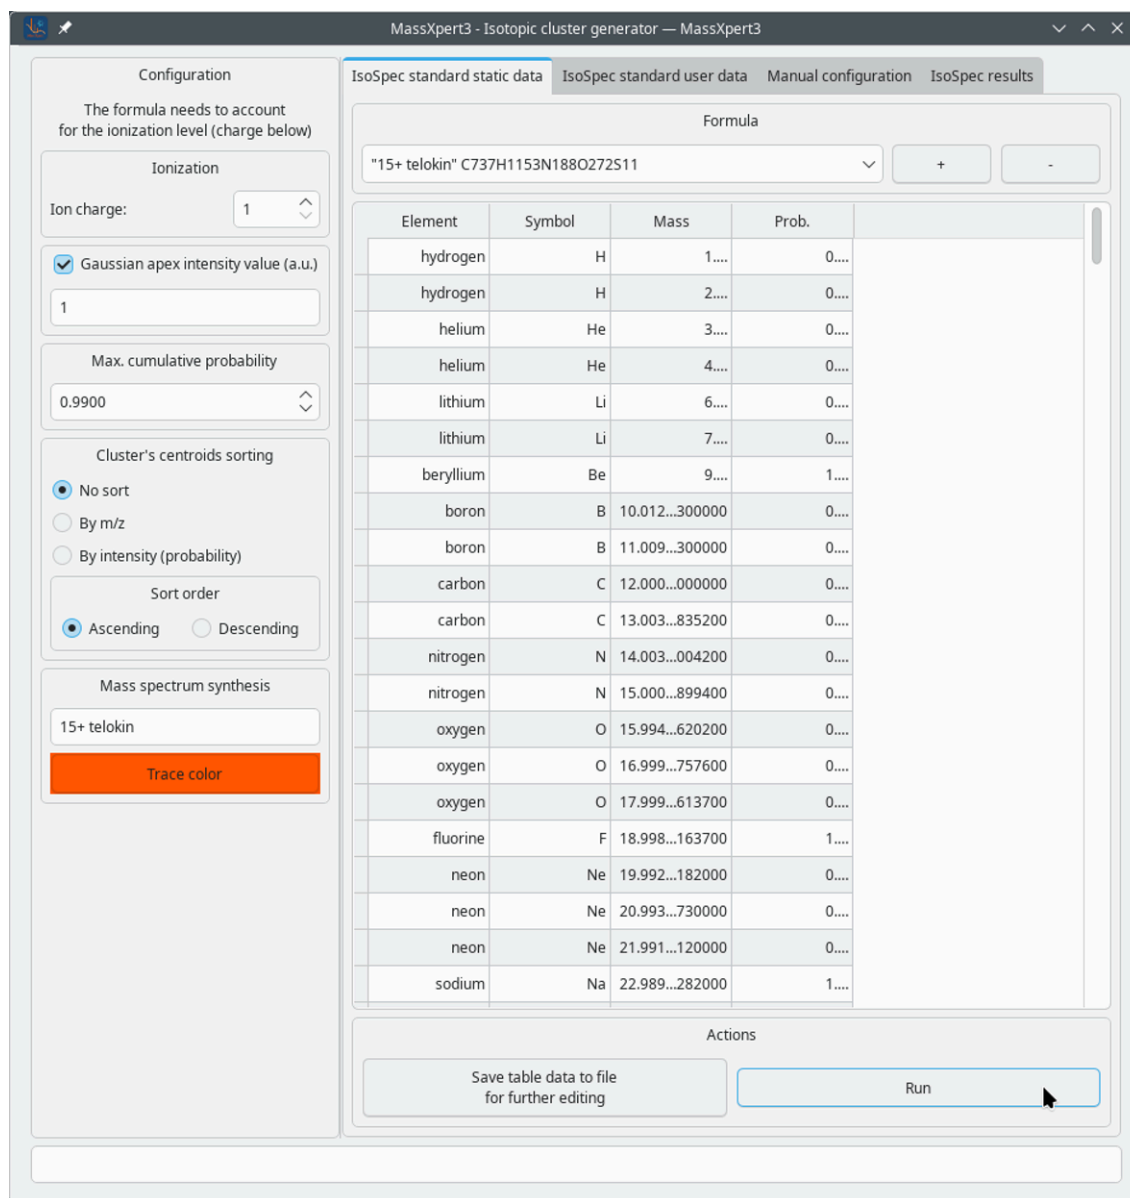 MassXpert3 - Isotopic cluster generator — MassXpert3
Configuration
The formula needs to account
for the ionization level (charge below)
Ionization
Ion charge:
1
Gaussian apex intensity value (a.u.)
1
Max. cumulative probability
0.9900
Cluster's centroids sorting
No sort
By m/z
By intensity (probability)
Sort order
Ascending Descending
Mass spectrum synthesis
15+ telokin
Trace color
IsoSpec standard static data IsoSpec standard user data Manual configuration IsoSpec results
Formula
"15+ telokin" C737H1153N188O272S11 + -
Element Symbol Mass Prob.
hydrogen H 1.... 0....
hydrogen H 2.... 0....
helium He 3.... 0....
helium He 4.... 0....
lithium Li 6.... 0....
lithium Li 7.... 0....
beryllium Be 9.... 1....
boron B 10.012...300000 0....
boron B 11.009...300000 0....
carbon C 12.000...000000 0....
carbon C 13.003...835200 0....
nitrogen N 14.003...004200 0....
nitrogen N 15.000...899400 0....
oxygen O 15.994...620200 0....
oxygen O 16.999...757600 0....
oxygen O 17.999...613700 0....
fluorine F 18.998...163700 1....
neon Ne 19.992...182000 0....
neon Ne 20.993...730000 0....
neon Ne 21.991...120000 0....
sodium Na 22.989...282000 1....
Actions
Save table data to file
for further editing
Run